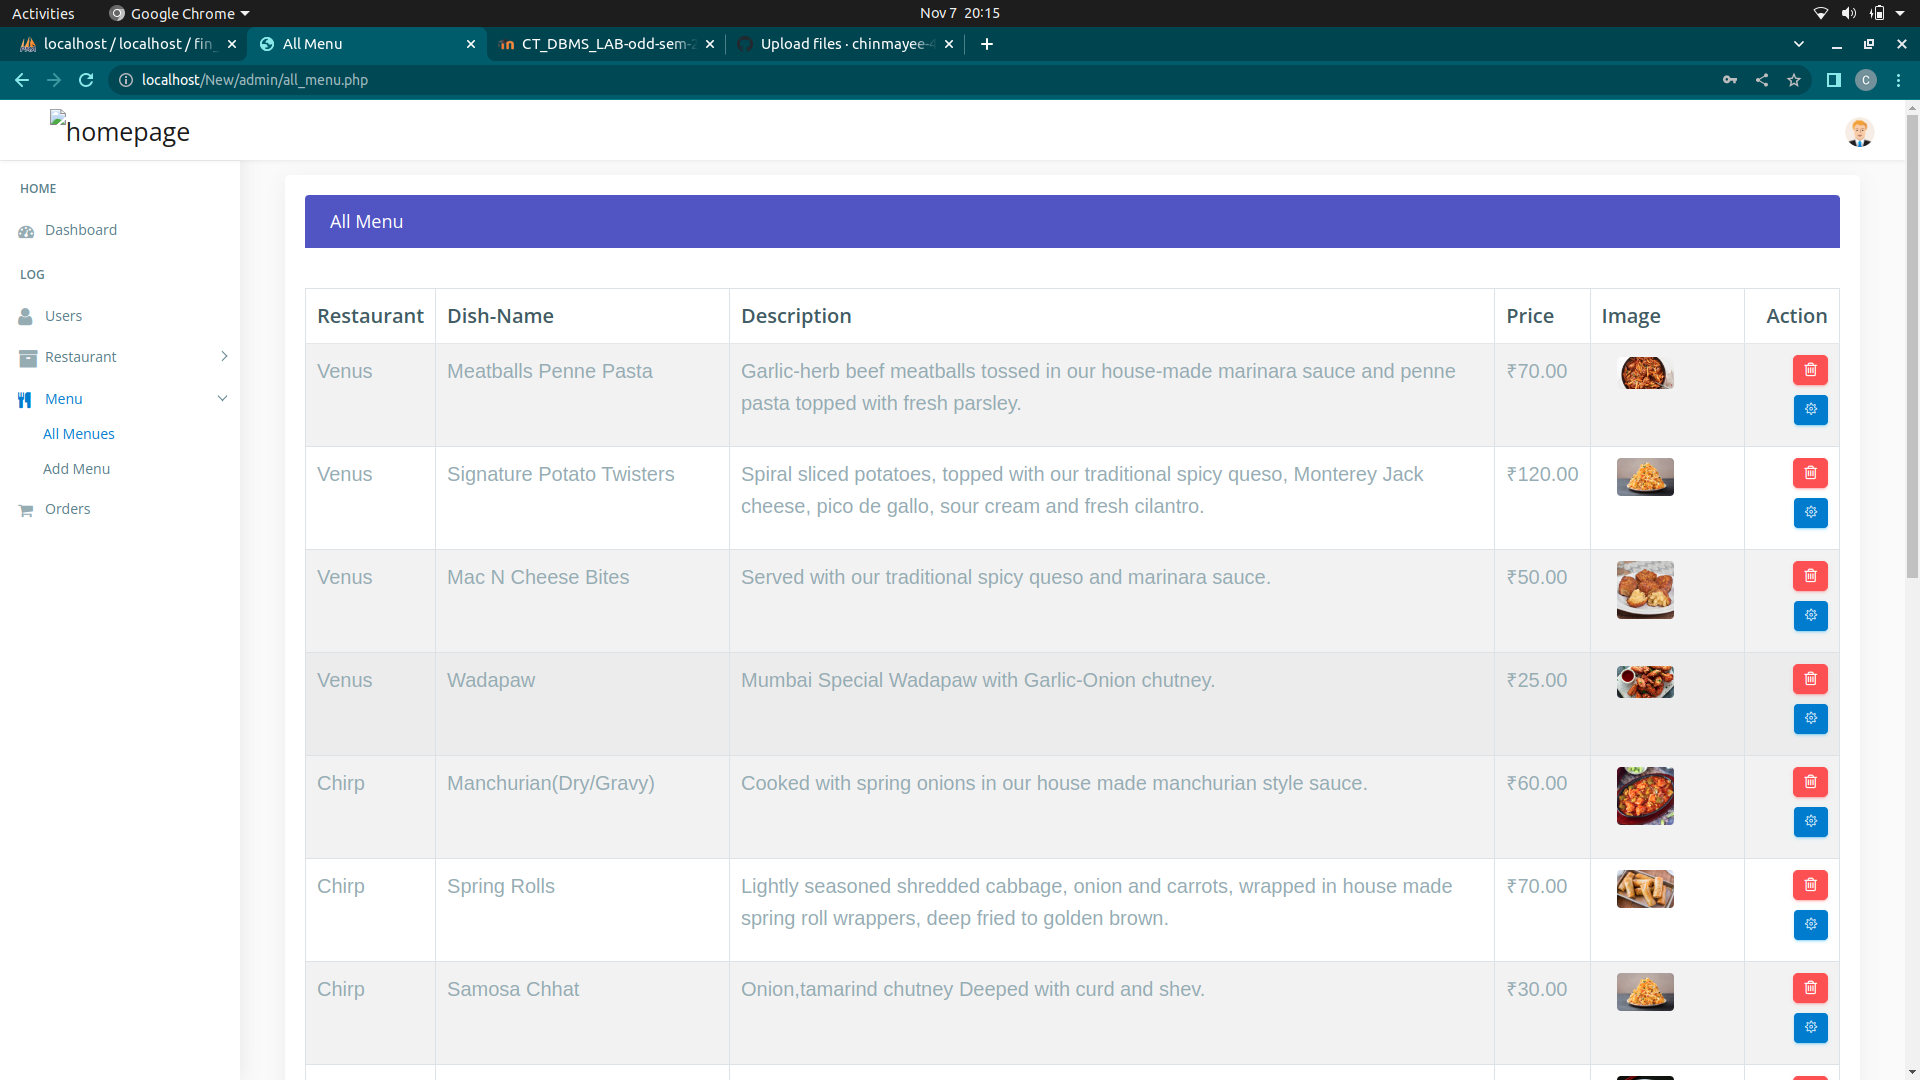 Activities
Google Chrome
Nov 7 20:15
localhost / localhost / fin_
All Menu
CT_DBMS_LAB-odd-sem-2
Upload files · chinmayee-4
localhost/New/admin/all_menu.php
C
homepage
HOME
Dashboard
LOG
Users
Restaurant
Menu
All Menues
Add Menu
Orders
All Menu
Restaurant Dish-Name Description Price Image Action
Venus Meatballs Penne Pasta Garlic-herb beef meatballs tossed in our house-made marinara sauce and penne ₹70.00
pasta topped with fresh parsley.
Venus Signature Potato Twisters Spiral sliced potatoes, topped with our traditional spicy queso, Monterey Jack ₹120.00
cheese, pico de gallo, sour cream and fresh cilantro.
Venus Mac N Cheese Bites Served with our traditional spicy queso and marinara sauce. ₹50.00
Venus Wadapaw Mumbai Special Wadapaw with Garlic-Onion chutney. ₹25.00
Chirp Manchurian(Dry/Gravy) Cooked with spring onions in our house made manchurian style sauce. ₹60.00
Chirp Spring Rolls Lightly seasoned shredded cabbage, onion and carrots, wrapped in house made ₹70.00
spring roll wrappers, deep fried to golden brown.
Chirp Samosa Chhat Onion,tamarind chutney Deeped with curd and shev. ₹30.00